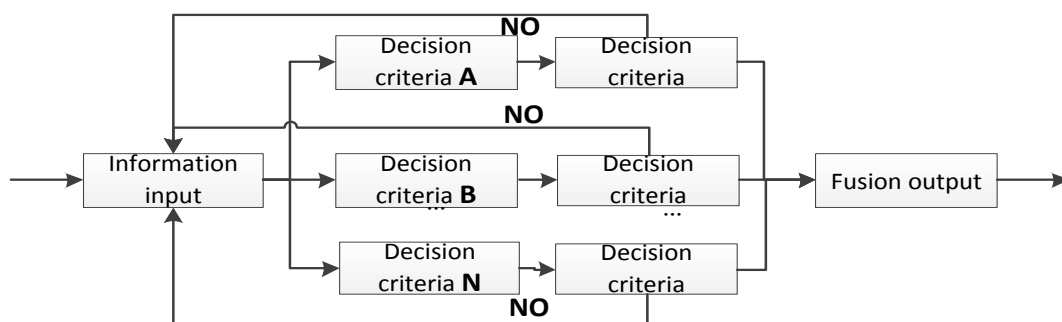 NO
Decision
criteria A
Decision
criteria
NO
Information
input
Decision
criteria B
...
Decision
criteria
...
Fusion output
Decision
criteria N
Decision
criteria
NO